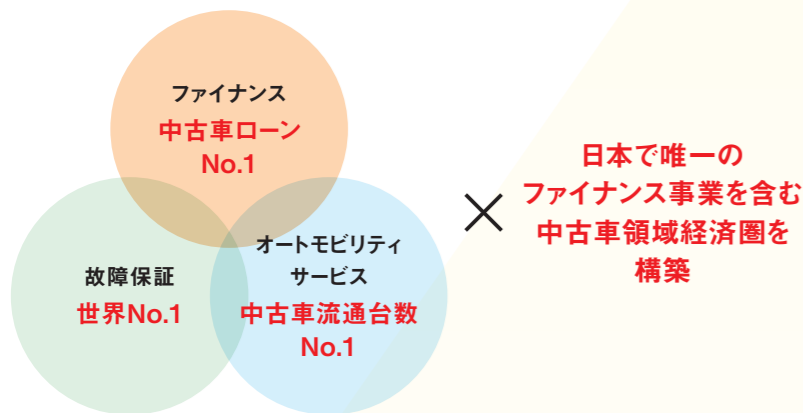 ファイナンス
中古車ローン
No.1
故障保証
世界No.1
オートモビリティ
サービス
中古車流通台数
No.1
×
日本で唯一の
ファイナンス事業を含む
中古車領域経済圏を
構築